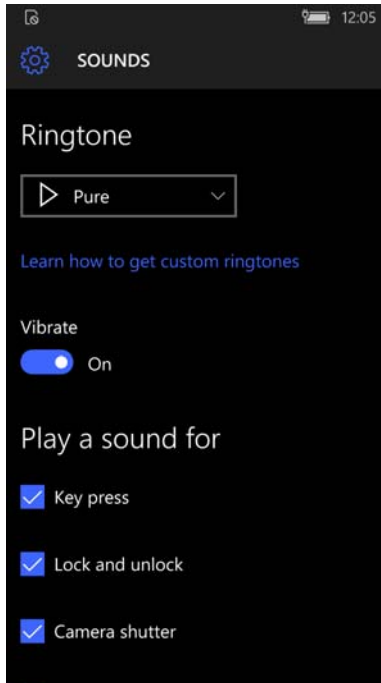 12:05
SOUNDS
Ringtone
Pure
Learn how to get custom ringtones
Vibrate
On
Play a sound for
Key press
Lock and unlock
Camera shutter